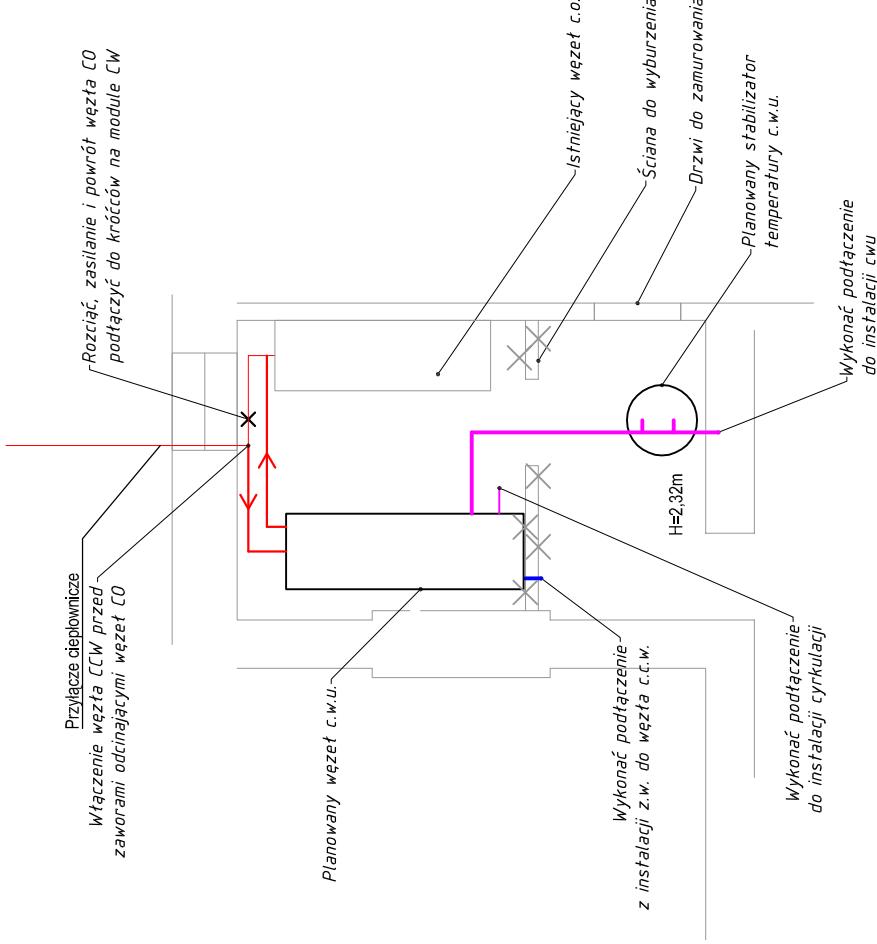 Rozciąć, zasilanie i powrót węzła CO
podłączyć do króćców na module CW
Istniejący węzeł c.o.
Ściana do wyburzenia
Drzwi do zamurowania
Planowany stabilizator
temperatury c.w.u.
Wykonać podłączenie
do instalacji cwu
Przyłącze ciepłownicze
Włączenie węzła CCW przed
zaworami odcinającymi węzeł CO
Planowany węzeł c.w.u.
H=2,32m
Wykonać podłączenie
z instalacji z.w. do węzła c.c.w.
Wykonać podłączenie
do instalacji cyrkulacji